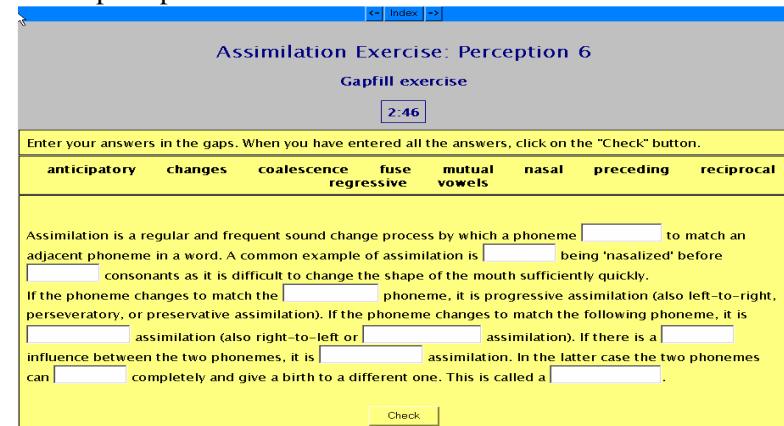 <- Index ->
Assimilation Exercise: Perception 6
Gapfill exercise
2:46
Enter your answers in the gaps. When you have entered all the answers, click on the "Check" button.
anticipatory changes coalescence fuse mutual nasal preceding reciprocal
regressive vowels
Assimilation is a regular and frequent sound change process by which a phoneme to match an
adjacent phoneme in a word. A common example of assimilation is being 'nasalized' before
consonants as it is difficult to change the shape of the mouth sufficiently quickly.
If the phoneme changes to match the phoneme, it is progressive assimilation (also left-to-right,
perseveratory, or preservative assimilation). If the phoneme changes to match the following phoneme, it is
assimilation (also right-to-left or assimilation). If there is a
influence between the two phonemes, it is assimilation. In the latter case the two phonemes
can completely and give a birth to a different one. This is called a .
Check